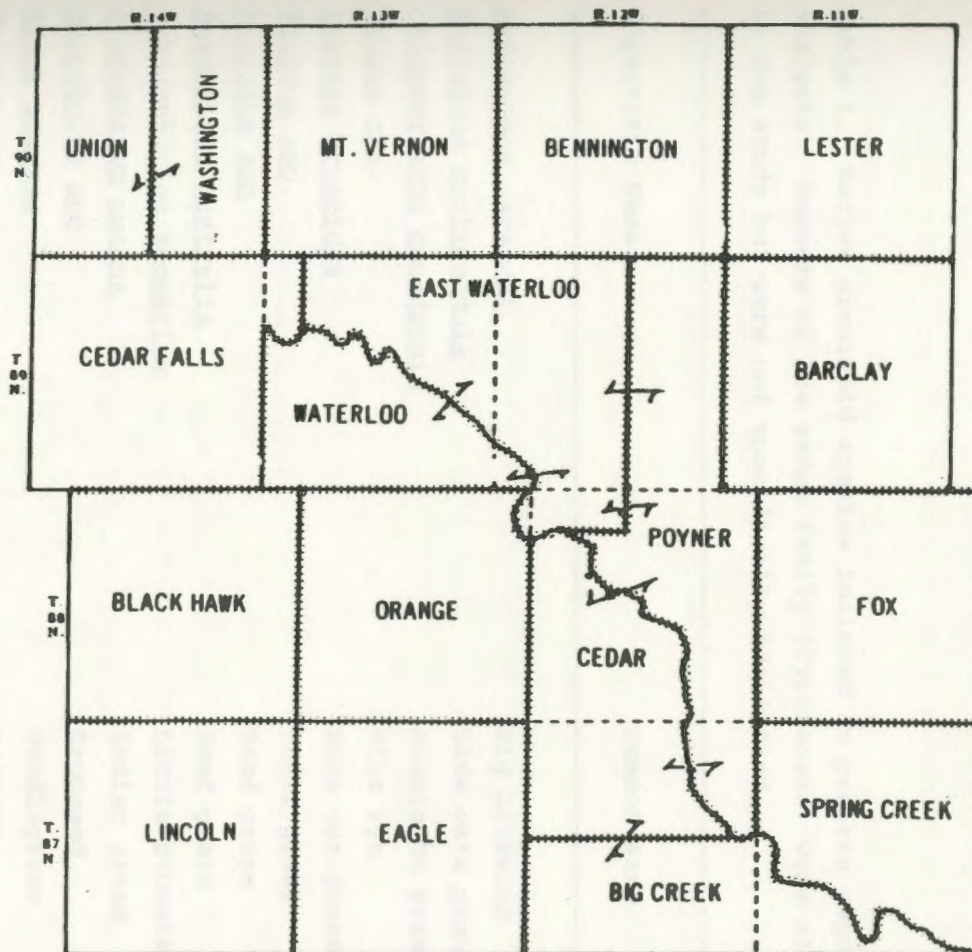 R.14W R.13W R.12W R.11W
T 90 N.
UNION WASHINGTON MT. VERNON BENNINGTON LESTER
EAST WATERLOO
T 89 N.
CEDAR FALLS BARCLAY
WATERLOO
POYNER
T. 88 N.
BLACK HAWK ORANGE FOX
CEDAR
SPRING CREEK
T. 87 N.
LINCOLN EAGLE
BIG CREEK